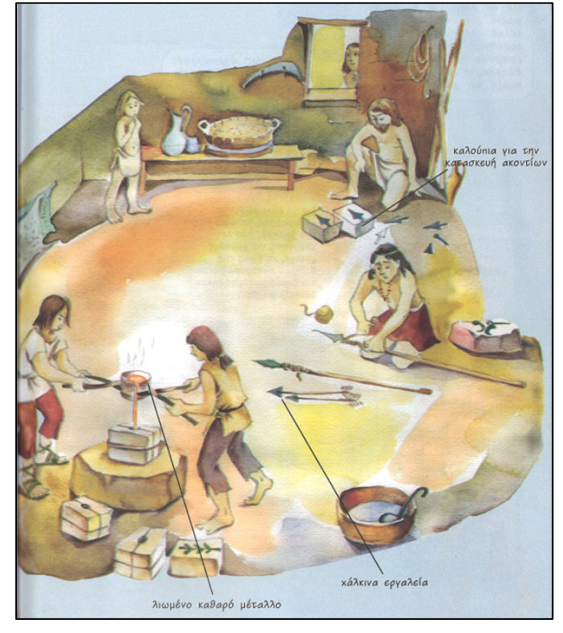 καλούπια για την
κατασκευή ακοντίων
χάλκινα εργαλεία
λιωμένο καθαρό μέταλλο